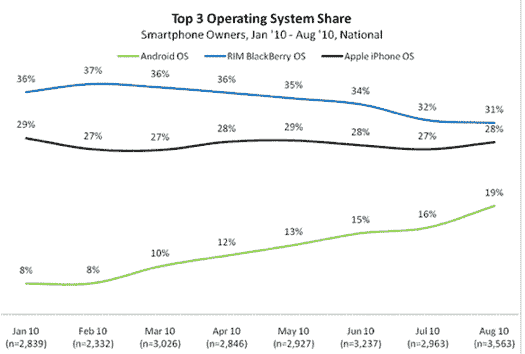 Top 3 Operating System Share
Smartphone Owners, Jan '10 - Aug '10, National
Android OS RIM BlackBerry OS Apple iPhone OS
36% 37% 36% 36% 35% 34% 32% 31%
29% 27% 27% 28% 29% 28% 27% 28%
8% 8% 10% 12% 13% 15% 16% 19%
Jan 10 Feb 10 Mar 10 Apr 10 May 10 Jun 10 Jul 10 Aug 10
(n=2,839) (n=2,332) (n=3,026) (n=2,846) (n=2,927) (n=3,237) (n=2,963) (n=3,563)